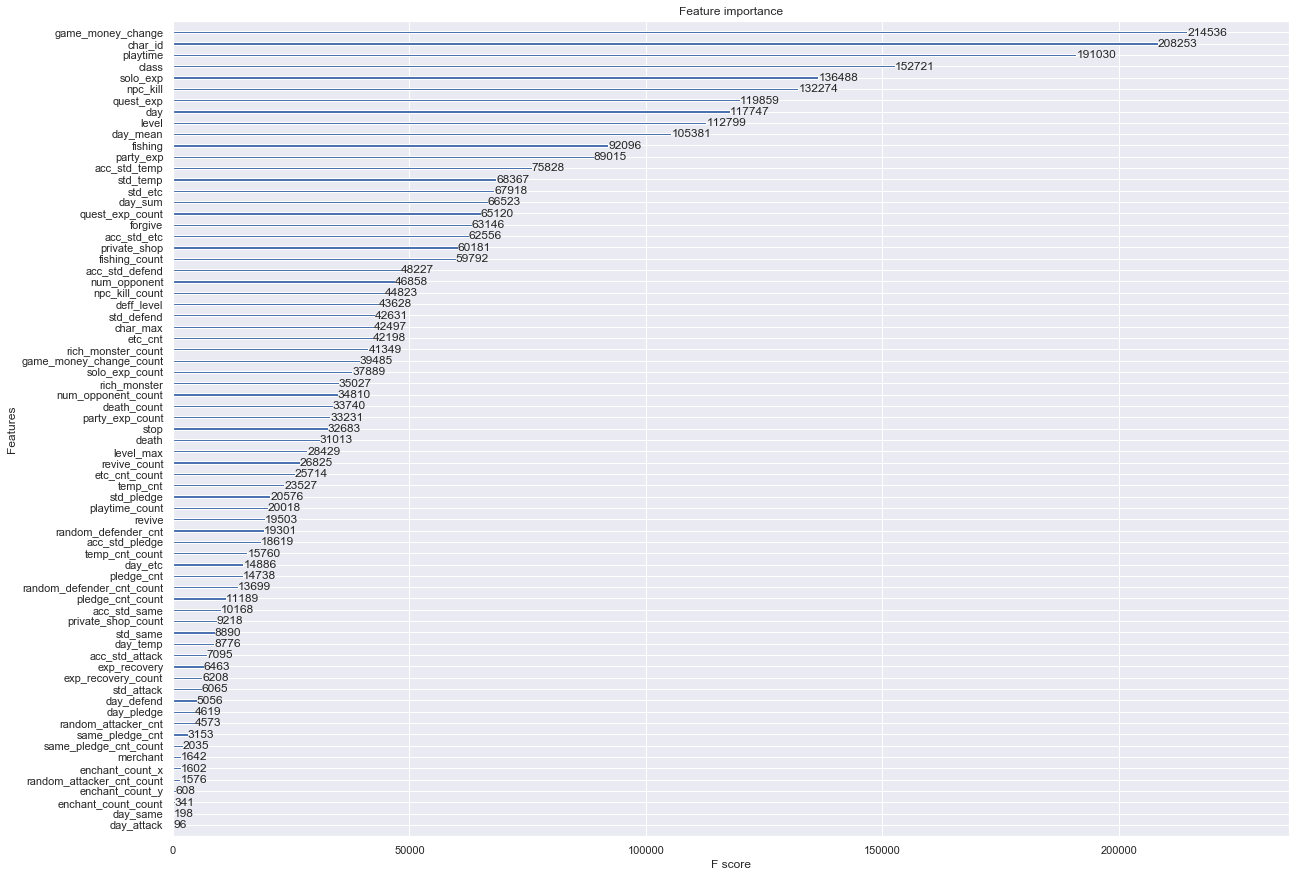 Feature importance
Features
game_money_change 214536
char_id 208253
playtime 191030
class 152721
solo_exp 136488
npc_kill 132274
quest_exp 119859
day 117747
level 112799
day_mean 105381
fishing 92096
party_exp 89015
acc_std_temp 75828
std_temp 68367
std_etc 67918
day_sum 66523
quest_exp_count 65120
forgive 63146
acc_std_etc 62556
private_shop 60181
fishing_count 59792
acc_std_defend 48227
num_opponent 46858
npc_kill_count 44823
deff_level 43628
std_defend 42631
char_max 42497
etc_cnt 42198
rich_monster_count 41349
game_money_change_count 39485
solo_exp_count 37889
rich_monster 35027
num_opponent_count 34810
death_count 33740
party_exp_count 33231
stop 32683
death 31013
level_max 28429
revive_count 26825
etc_cnt_count 25714
temp_cnt 23527
std_pledge 20576
playtime_count 20018
revive 19503
random_defender_cnt 19301
acc_std_pledge 18619
temp_cnt_count 15760
day_etc 14886
pledge_cnt 14738
random_defender_cnt_count 13699
pledge_cnt_count 11189
acc_std_same 10168
private_shop_count 9218
std_same 8890
day_temp 8776
acc_std_attack 7095
exp_recovery 6463
exp_recovery_count 6208
std_attack 6065
day_defend 5056
day_pledge 4619
random_attacker_cnt 4573
same_pledge_cnt 3153
same_pledge_cnt_count 2035
merchant 1642
enchant_count_x 1602
random_attacker_cnt_count 1576
enchant_count_y 608
enchant_count_count 341
day_same 198
day_attack 96
0 50000 100000 150000 200000
F score